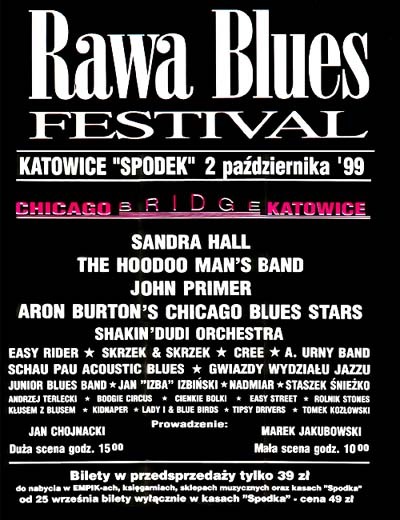 Rawa Blues
FESTIVAL
KATOWICE "SPODEK" 2 października '99
CHICAGO BRIDGE KATOWICE
SANDRA HALL
THE HOODOO MAN'S BAND
JOHN PRIMER
ARON BURTON'S CHICAGO BLUES STARS
SHAKIN'DUDI ORCHESTRA
EASY RIDER ★ SKRZEK & SKRZEK ★ CREE ★ A. URNY BAND
SCHAU PAU ACOUSTIC BLUES ★ GWIAZDY WYDZIAŁU JAZZU
JUNIOR BLUES BAND ★ JAN "IZBA" IZBIŃSKI ★ NADMIAR ★ STASZEK ŚNIEŻKO
ANDRZEJ TERLECKI ★ BOOGIE CIRCUS ★ CIENKIE BOLKI ★ EASY STREET ★ ROLNIK STONES
KŁUSEM Z BLUSEM ★ KIDNAPER ★ LADY I & BLUE BIRDS ★ TIPSY DRIVERS ★ TOMEK KOZŁOWSKI
Prowadzenie:
JAN CHOJNACKI MAREK JAKUBOWSKI
Duża scena godz. 15 00 Mała scena godz. 10 00
Bilety w przedsprzedaży tylko 39 zł
do nabycia w EMPIK-ach, księgarniach, sklepach muzycznych oraz kasach "Spodka"
od 25 września bilety wyłącznie w kasach "Spodka" - cena 49 zł